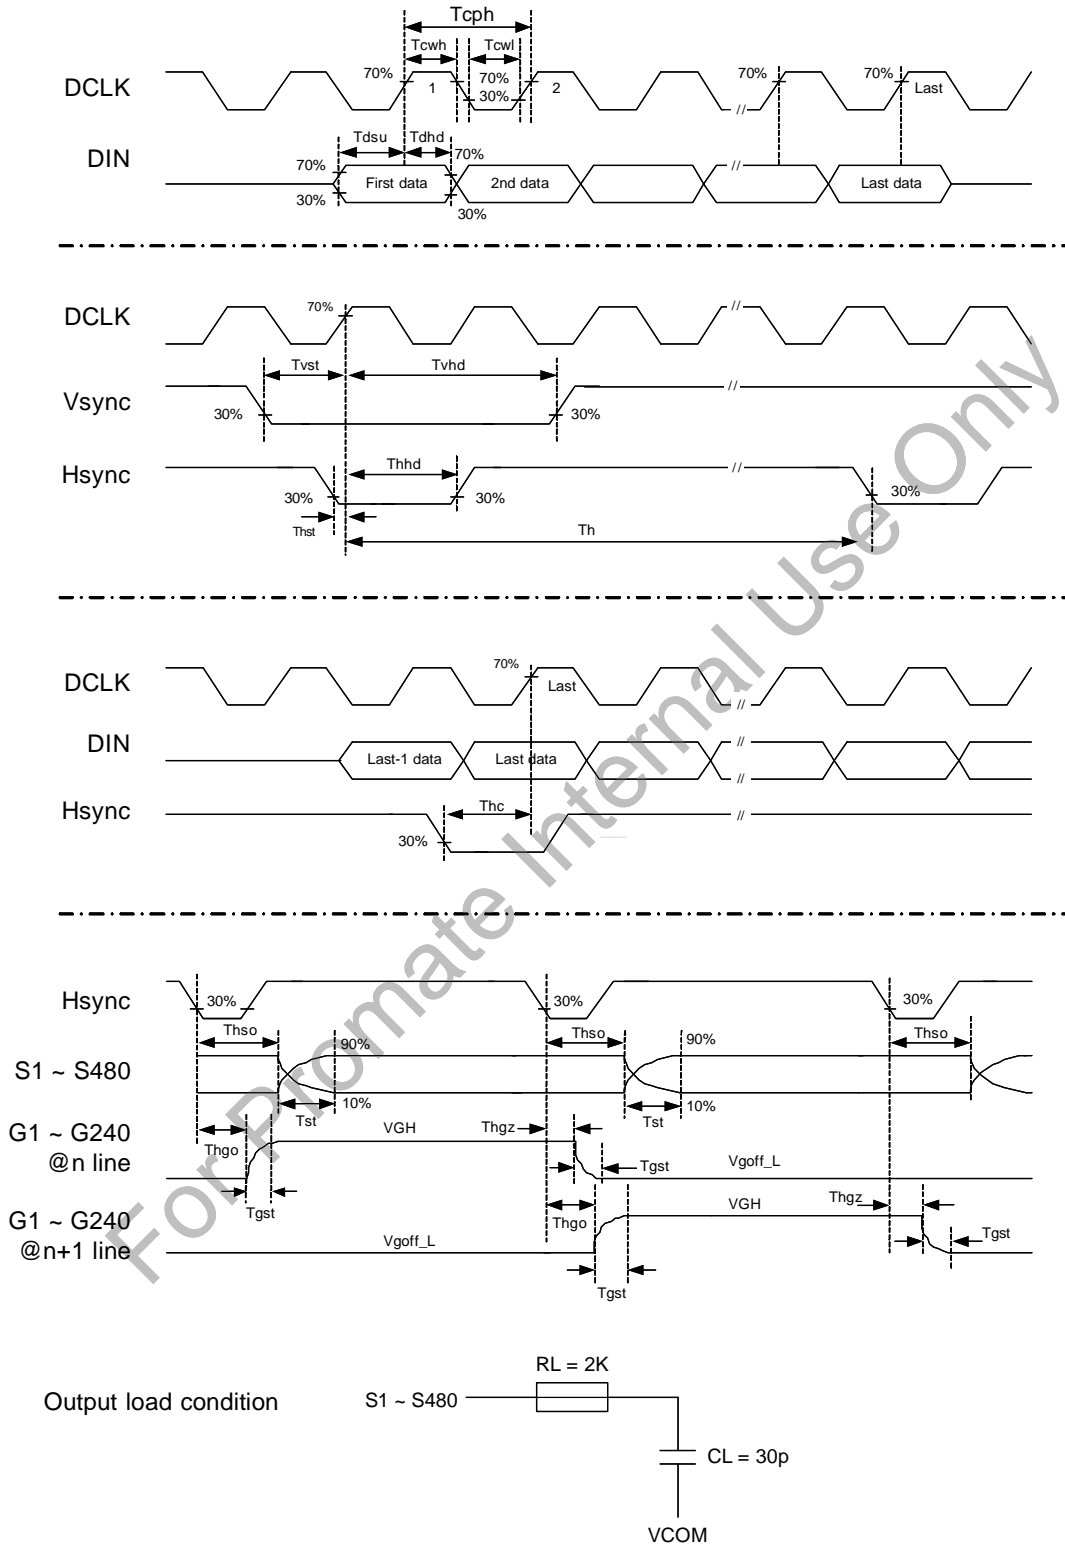 Tcph
Tcwh Tcwl
DCLK 70% 1 70% 30% 2 70% 70% Last
//
Tdsu Tdhd
DIN 70% 70% //
First data 2nd data Last data
30% 30%
DCLK 70% //
Tvst Tvhd
Vsync 30% 30% //
Hsync Thhd //
30% 30% 30%
Thst Th
DCLK 70% Last //
DIN Last-1 data Last data //
//
Hsync Thc //
30%
Hsync 30% 30% 30%
Thso Thso Thso
S1 ~ S480 90% 90%
10% 10%
Tst Tst
G1 ~ G240 VGH Thgz
@n line Thgo Tgst Vgoff_L
Tgst Thgo VGH Thgz
G1 ~ G240
@n+1 line Vgoff_L Tgst
Tgst
For Promate Internal Use Only
RL = 2K
Output load condition S1 ~ S480
CL = 30p
VCOM